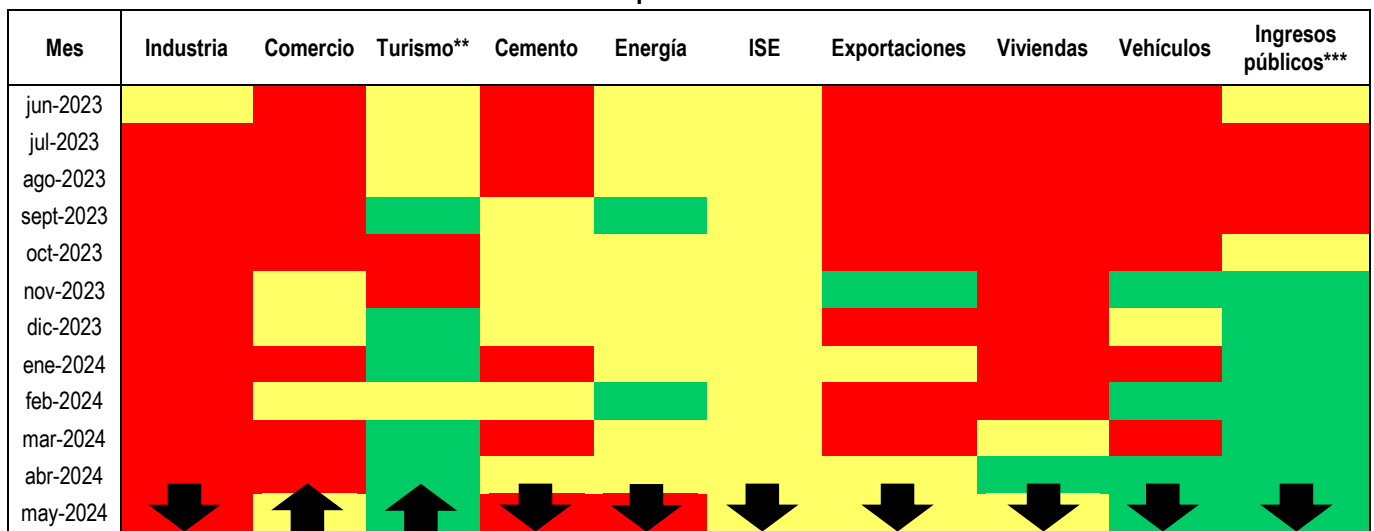 Mes Industria Comercio Turismo** Cemento Energía ISE Exportaciones Viviendas Vehículos Ingresos públicos***
jun-2023
jul-2023
ago-2023
sept-2023
oct-2023
nov-2023
dic-2023
ene-2024
feb-2024
mar-2024
abr-2024
may-2024